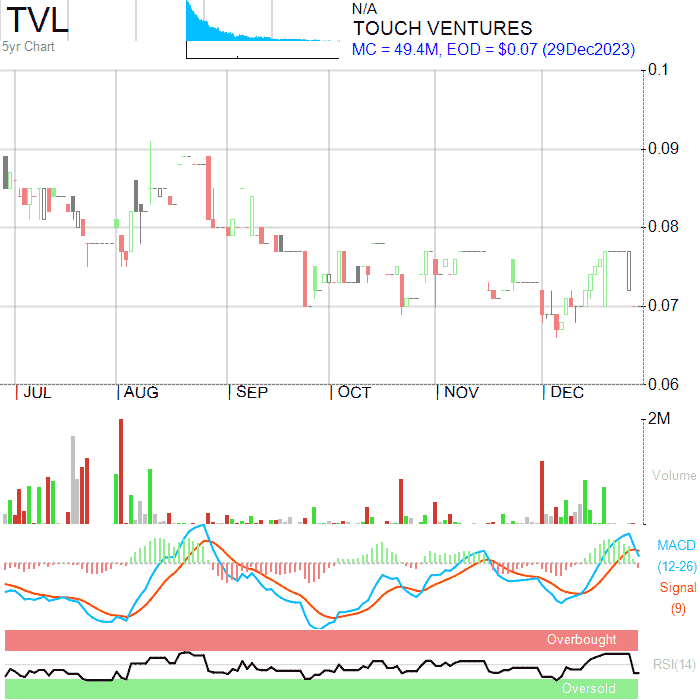 TVL
5yr Chart
N/A
TOUCH VENTURES
MC = 49.4M, EOD = $0.07 (29Dec2023)
0.1
0.09
0.08
0.07
0.06
JUL AUG SEP OCT NOV DEC
2M
Volume
MACD
(12-26)
Signal
(9)
Overbought
RSI(14)
Oversold